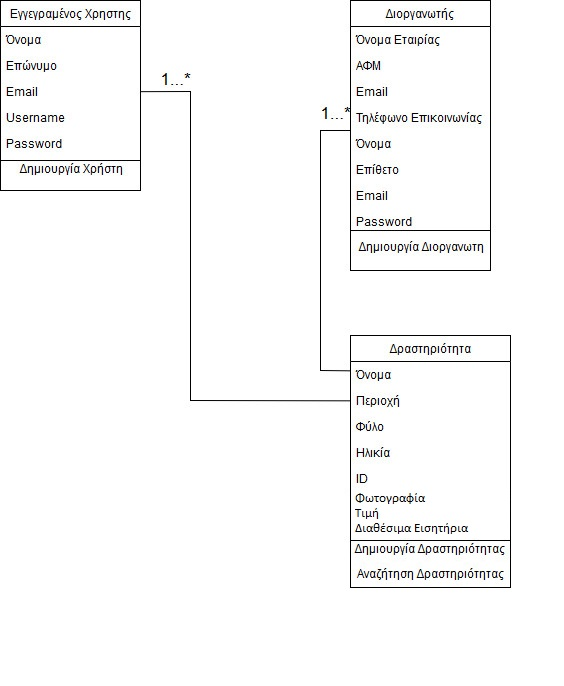 Εγγεγραμένος Χρηστης
Όνομα
Επώνυμο
Email
Username
Password
Δημιουργία Χρήστη
1...*
Διοργανωτής
Όνομα Εταιρίας
ΑΦΜ
Email
Τηλέφωνο Επικοινωνίας
Όνομα
Επίθετο
Email
Password
Δημιουργία Διοργανωτη
1...*
Δραστηριότητα
Όνομα
Περιοχή
Φύλο
Ηλικία
ID
Φωτογραφία
Τιμή
Διαθέσιμα Εισητήρια
Δημιουργία Δραστηριότητας
Αναζήτηση Δραστηριότητας